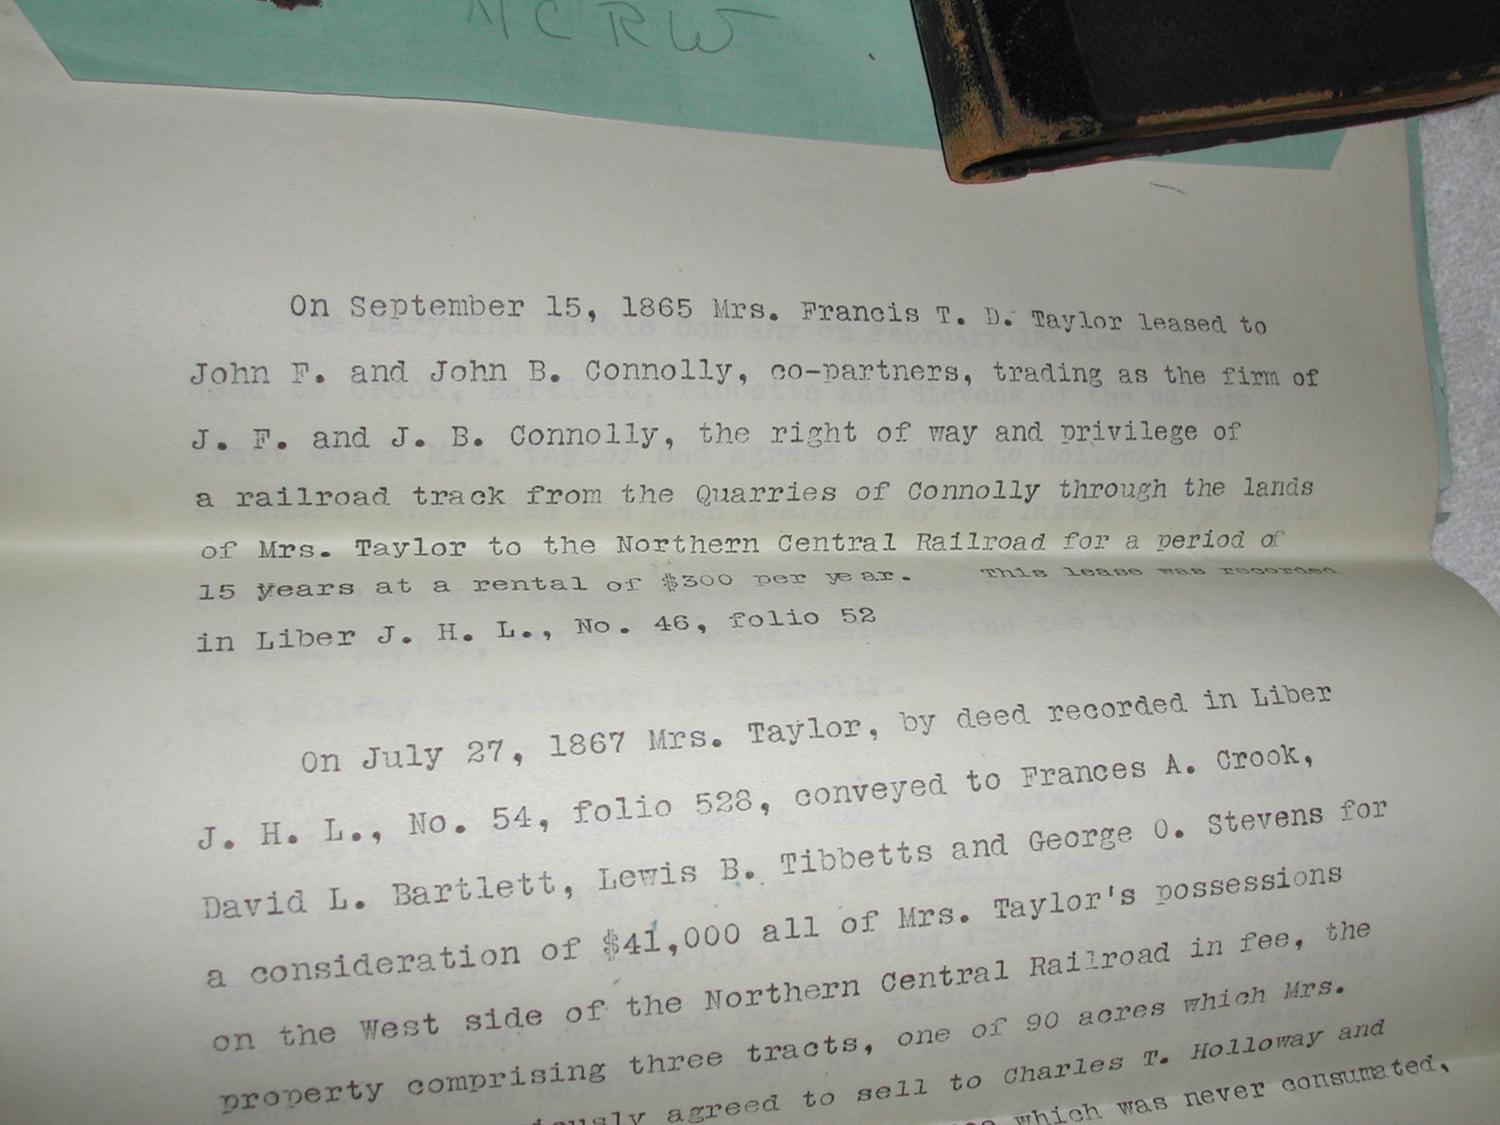 MCRW
On September 15, 1865 Mrs. Francis T. D. Taylor leased to
John F. and John B. Connolly, co-partners, trading as the firm of
J. F. and J. B. Connolly, the right of way and privilege of
a railroad track from the Quarries of Connolly through the lands
of Mrs. Taylor to the Northern Central Railroad for a period of
15 years at a rental of $300 per year. This lease was recorded
in Liber J. H. L., No. 46, folio 52
On July 27, 1867 Mrs. Taylor, by deed recorded in Liber
J. H. L., No. 54, folio 528, conveyed to Frances A. Crook,
David L. Bartlett, Lewis B. Tibbetts and George O. Stevens for
a consideration of $41,000 all of Mrs. Taylor's possessions
on the West side of the Northern Central Railroad in fee, the
property comprising three tracts, one of 90 acres which Mrs.
agreed to sell to Charles T. Holloway and
which was never consumated,